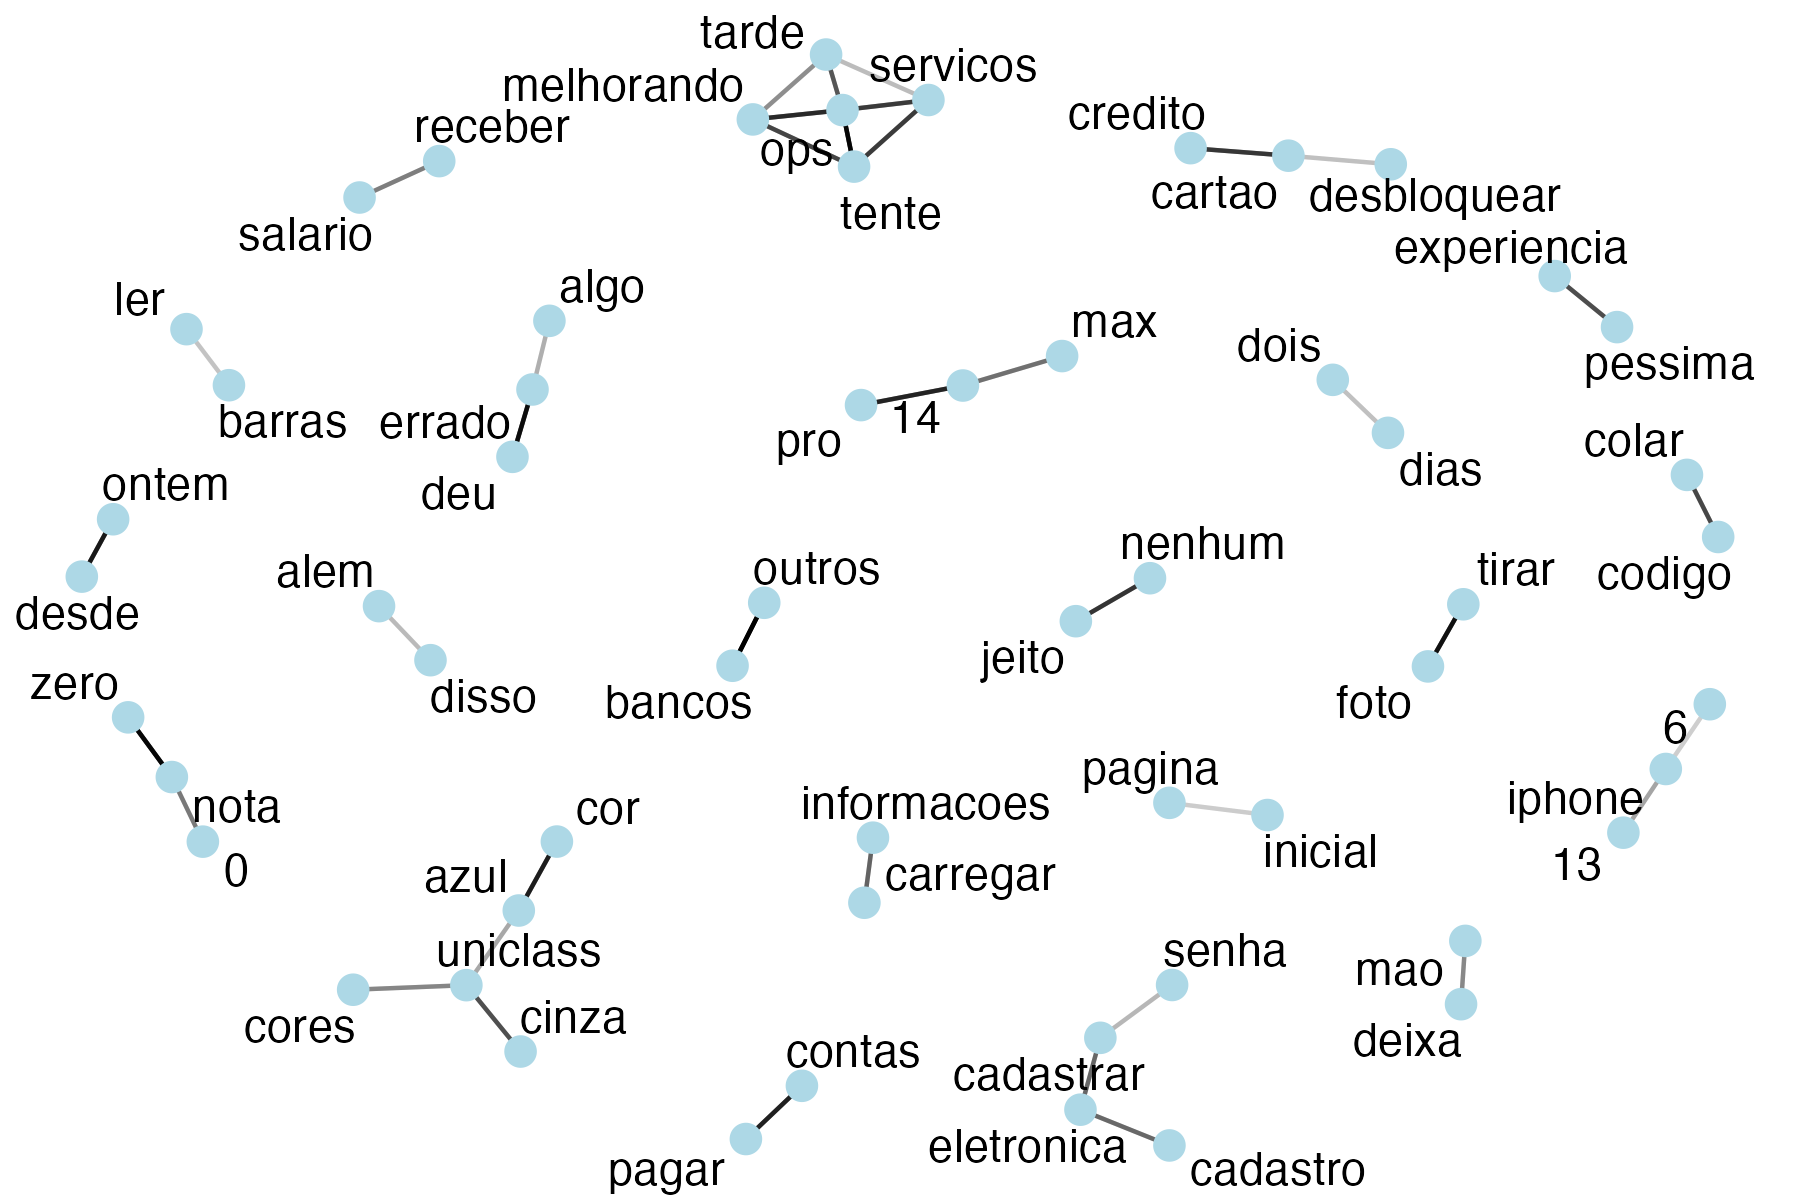 tarde
servicos
melhorando
receber
ops
credito
cartao
desbloquear
salario
tente
experiencia
ler
algo
max
dois
pessima
barras
errado
14
pro
dias
colar
ontem
deu
nenhum
outros
alem
tirar
codigo
desde
jeito
zero
disso
bancos
foto
6
pagina
nota
cor
informacoes
iphone
0
azul
carregar
inicial
13
uniclass
senha
mao
cores
cinza
deixa
contas
cadastrar
eletronica
pagar
cadastro